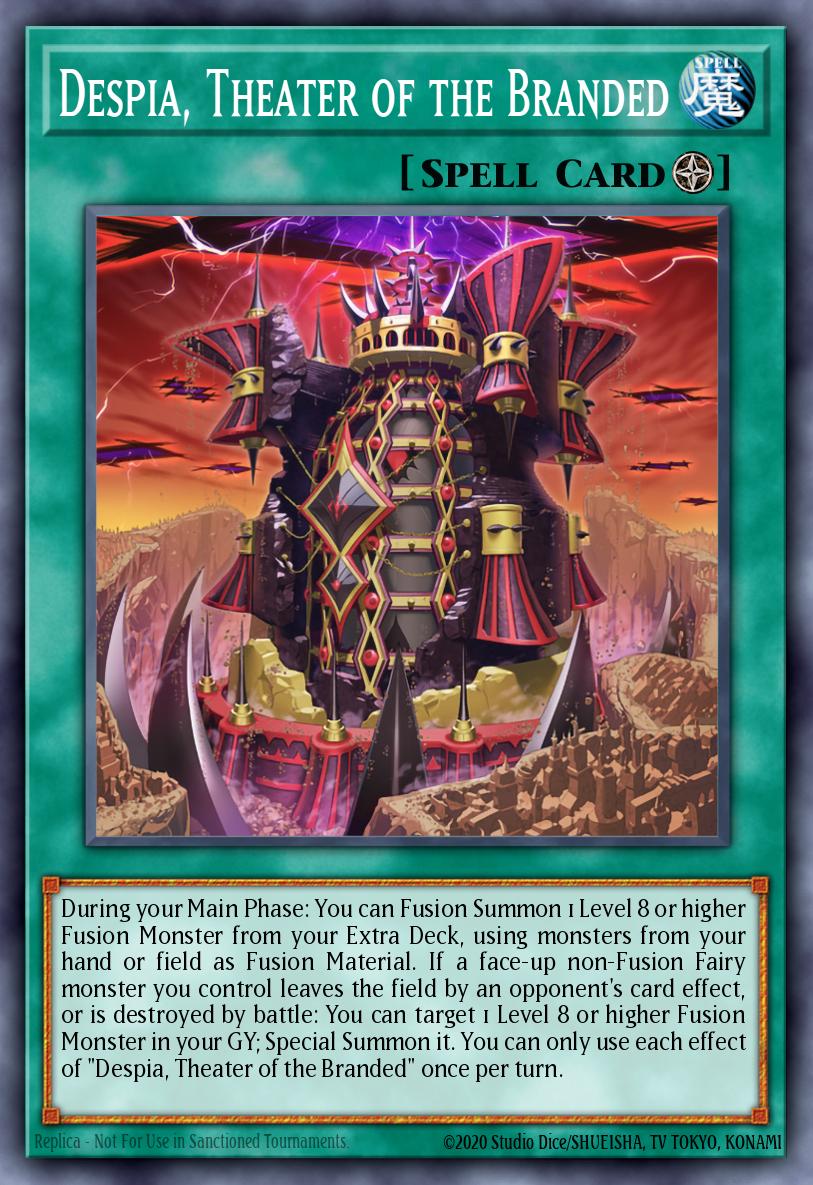 Despia, Theater of the Branded
SPELL
魔
[Spell Card]
During your Main Phase: You can Fusion Summon 1 Level 8 or higher
Fusion Monster from your Extra Deck, using monsters from your
hand or field as Fusion Material. If a face-up non-Fusion Fairy
monster you control leaves the field by an opponent's card effect,
or is destroyed by battle: You can target 1 Level 8 or higher Fusion
Monster in your GY; Special Summon it. You can only use each effect
of "Despia, Theater of the Branded" once per turn.
Replica - Not For Use in Sanctioned Tournaments.
©2020 Studio Dice/SHUEISHA, TV TOKYO, KONAMI